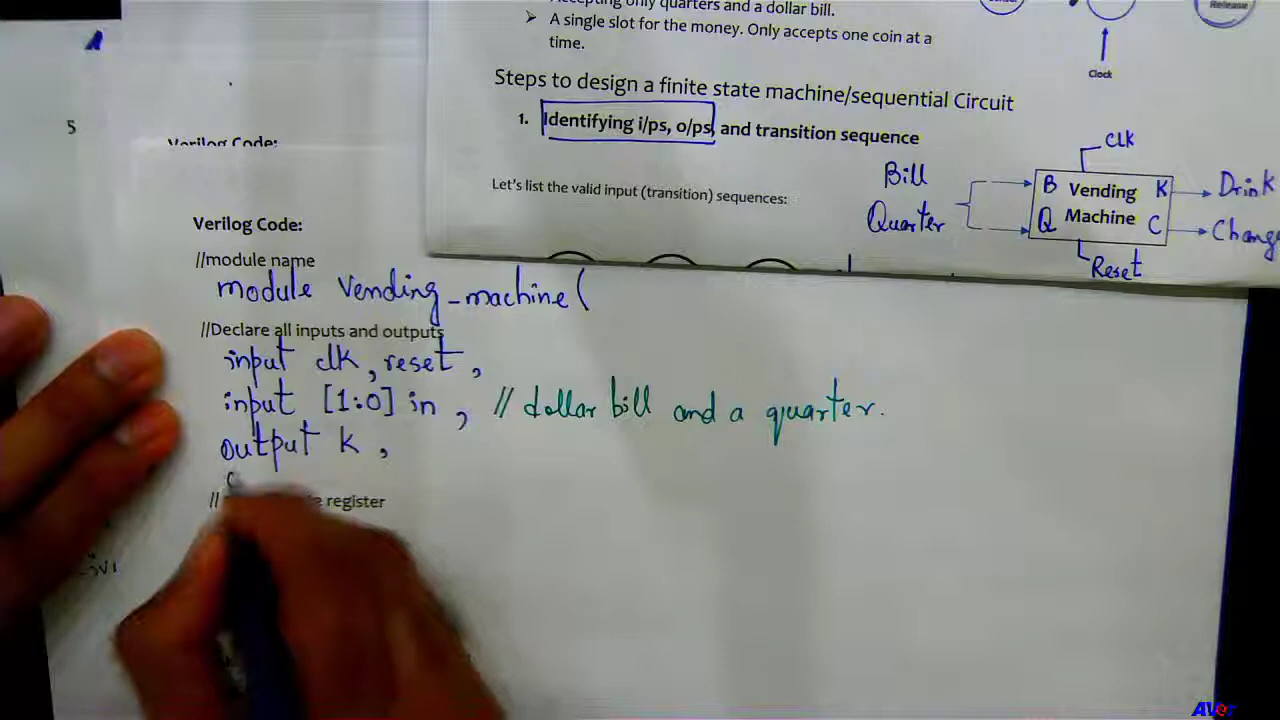 Accepting only quarters and a dollar bill.
➤ A single slot for the money. Only accepts one coin at a
time.
Release
Clock
Steps to design a finite state machine/sequential Circuit
1. Identifying i/ps, o/ps, and transition sequence
CLK
Let's list the valid input (transition) sequences:
Bill
Quarter
B Vending K
Q Machine C
Drink
Change
Reset
5
Verilog Code:
Verilog Code:
//module name
module Vending_machine(
//Declare all inputs and outputs
input clk, reset,
input [1:0] in, // dollar bill and a quarter.
output k,
// register
AVer